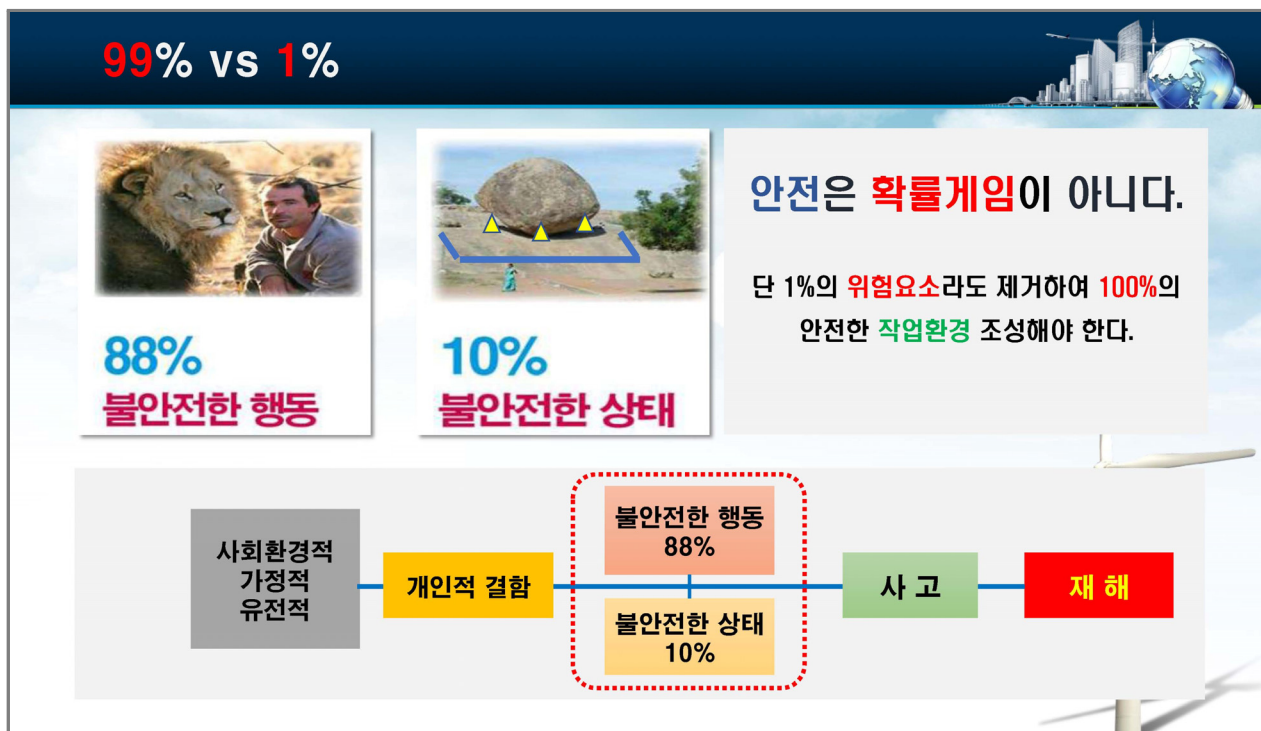 99% vs 1%
88%
불안전한 행동
10%
불안전한 상태
안전은 확률게임이 아니다.
단 1%의 위험요소라도 제거하여 100%의
안전한 작업환경 조성해야 한다.
사회환경적
가정적
유전적
개인적 결함
불안전한 행동
88%
불안전한 상태
10%
사 고
재 해